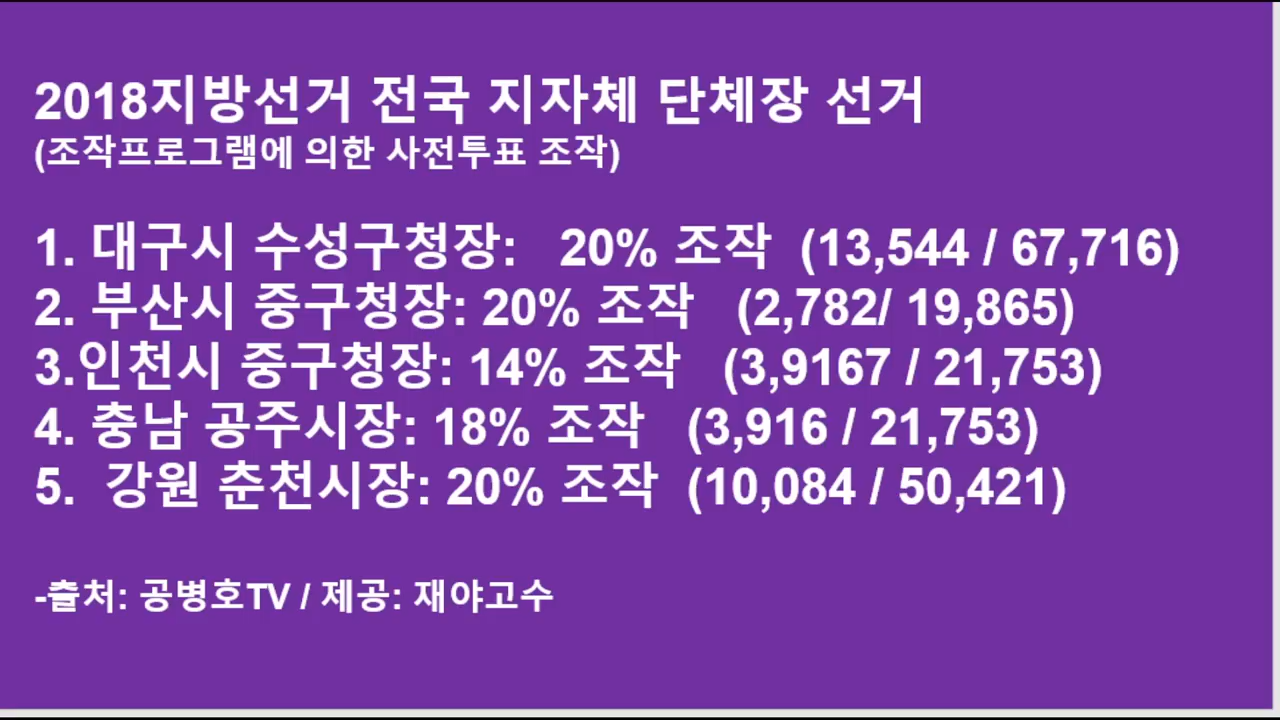 2018지방선거 전국 지자체 단체장 선거
(조작프로그램에 의한 사전투표 조작)
1. 대구시 수성구청장: 20% 조작 (13,544 / 67,716)
2. 부산시 중구청장: 20% 조작 (2,782/ 19,865)
3.인천시 중구청장: 14% 조작 (3,9167 / 21,753)
4. 충남 공주시장: 18% 조작 (3,916 / 21,753)
5. 강원 춘천시장: 20% 조작 (10,084 / 50,421)
-출처: 공병호TV / 제공: 재야고수